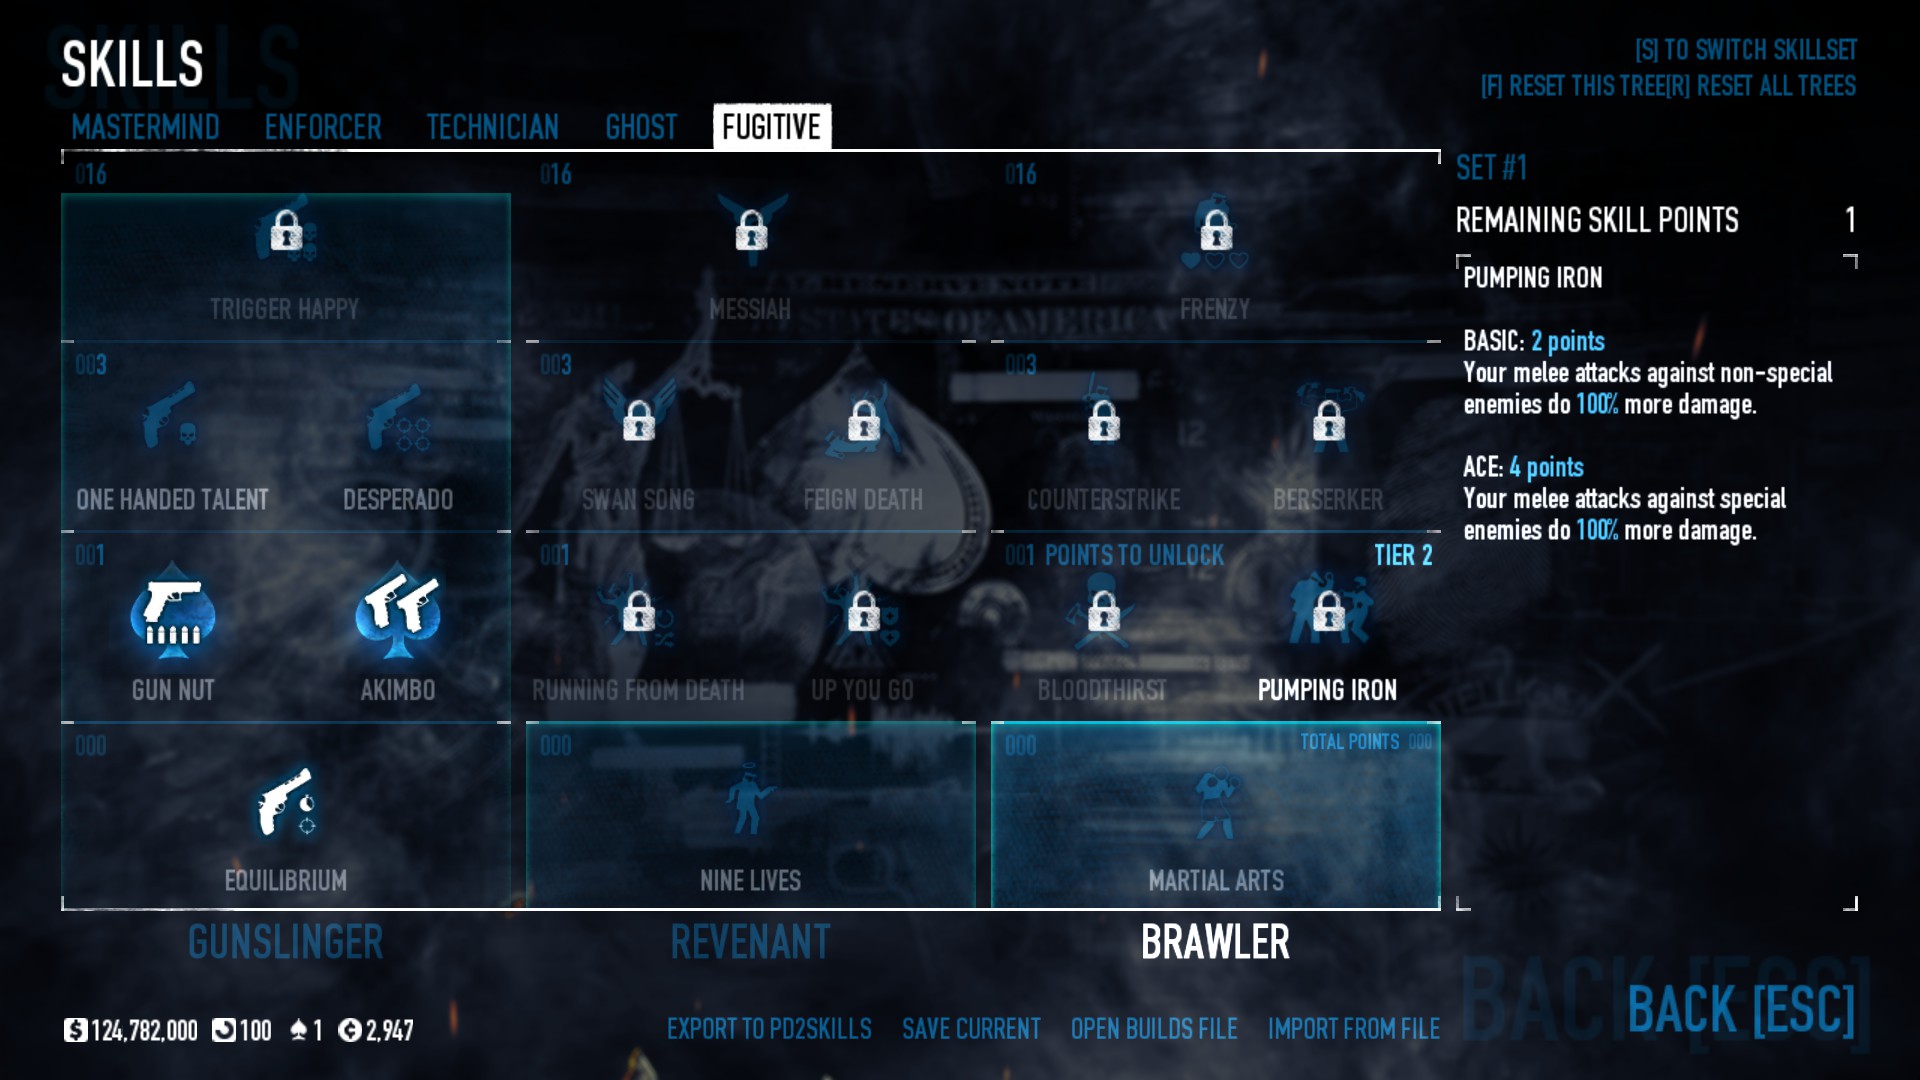 SKILLS
[S] TO SWITCH SKILLSET
[F] RESET THIS TREE[R] RESET ALL TREES
MASTERMIND ENFORCER TECHNICIAN GHOST FUGITIVE
016 016 016
TRIGGER HAPPY MESSIAH FRENZY
003 003 003
ONE HANDED TALENT DESPERADO SWAN SONG FEIGN DEATH COUNTERSTRIKE BERSERKER
001 001 001 POINTS TO UNLOCK TIER 2
GUN NUT AKIMBO RUNNING FROM DEATH UP YOU GO BLOODTHIRST PUMPING IRON
000 000 000 TOTAL POINTS 000
EQUILIBRIUM NINE LIVES MARTIAL ARTS
GUNSLINGER REVENANT BRAWLER
SET #1
REMAINING SKILL POINTS 1
PUMPING IRON
BASIC: 2 points
Your melee attacks against non-special
enemies do 100% more damage.
ACE: 4 points
Your melee attacks against special
enemies do 100% more damage.
124,782,000 100 1 2,947
EXPORT TO PD2SKILLS SAVE CURRENT OPEN BUILDS FILE IMPORT FROM FILE
BACK [ESC]